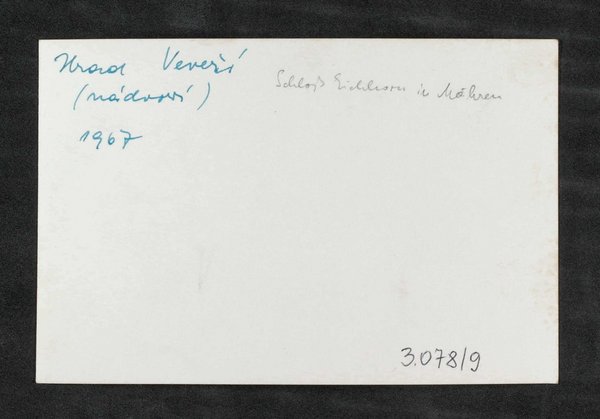 Hrad Veveří
(nádvoří)
1967
Schloß Eichhorn in Mähren
3.078/9